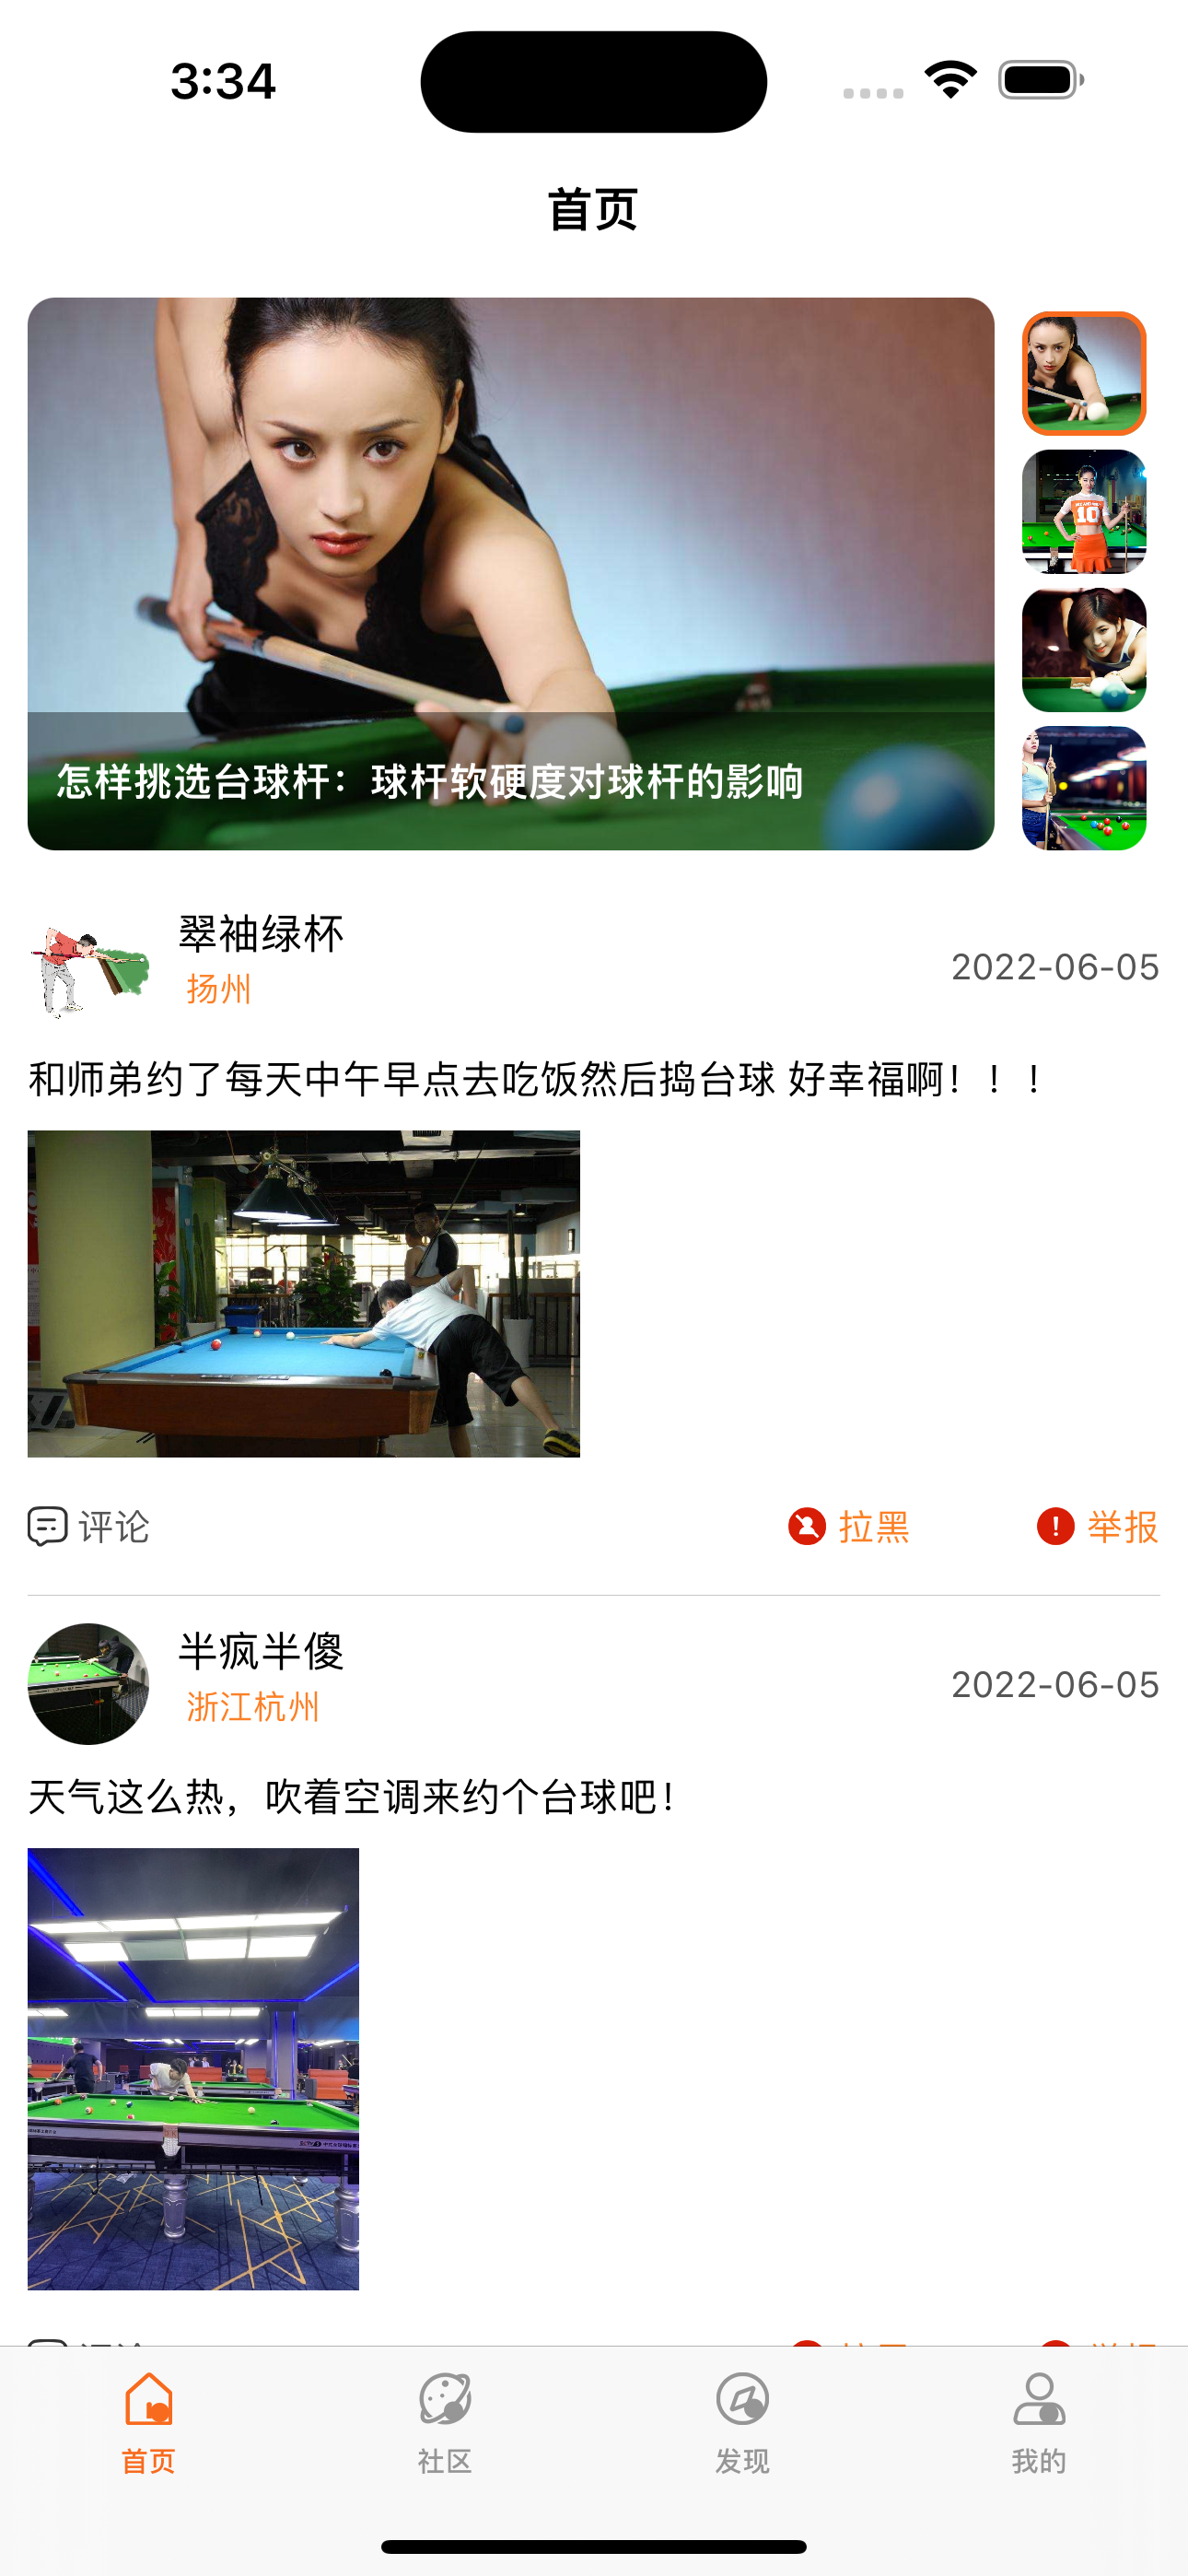 3:34
首页
怎样挑选台球杆：球杆软硬度对球杆的影响
10
翠袖绿杯
扬州
2022-06-05
和师弟约了每天中午早点去吃饭然后捣台球 好幸福啊！！！
评论
拉黑
举报
半疯半傻
浙江杭州
2022-06-05
天气这么热，吹着空调来约个台球吧！
首页
社区
发现
我的